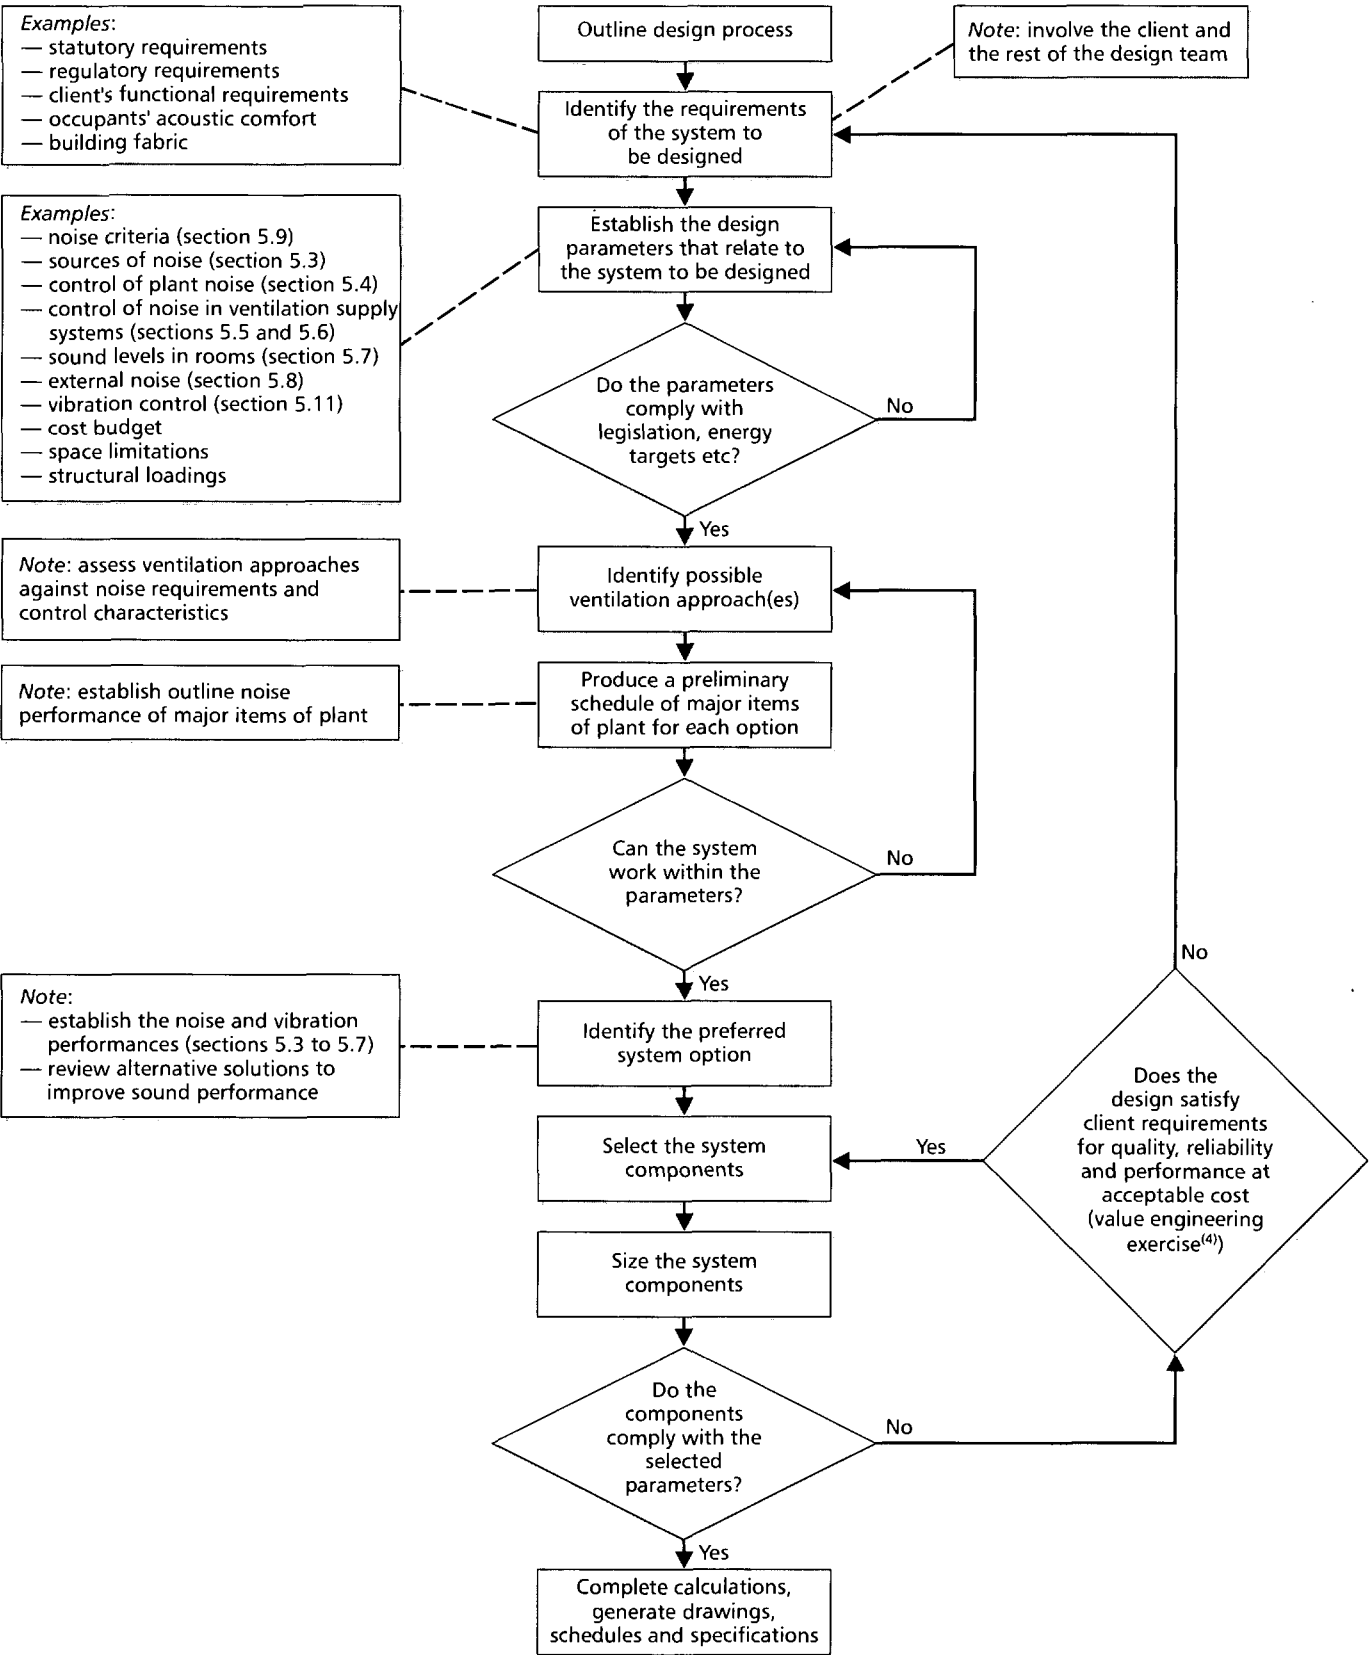 Examples:
— statutory requirements
— regulatory requirements
— client's functional requirements
— occupants' acoustic comfort
— building fabric
Outline design process
Note: involve the client and
the rest of the design team
Identify the requirements
of the system to
be designed
Examples:
— noise criteria (section 5.9)
— sources of noise (section 5.3)
— control of plant noise (section 5.4)
— control of noise in ventilation supply
systems (sections 5.5 and 5.6)
— sound levels in rooms (section 5.7)
— external noise (section 5.8)
— vibration control (section 5.11)
— cost budget
— space limitations
— structural loadings
Establish the design
parameters that relate to
the system to be designed
Do the parameters
comply with
legislation, energy
targets etc?
No
Yes
Note: assess ventilation approaches
against noise requirements and
control characteristics
Identify possible
ventilation approach(es)
Note: establish outline noise
performance of major items of plant
Produce a preliminary
schedule of major items
of plant for each option
Can the system
work within the
parameters?
No
Yes
No
Note:
— establish the noise and vibration
performances (sections 5.3 to 5.7)
— review alternative solutions to
improve sound performance
Identify the preferred
system option
Select the system
components
Yes
Does the
design satisfy
client requirements
for quality, reliability
and performance at
acceptable cost
(value engineering
exercise(4))
Size the system
components
Do the
components
comply with the
selected
parameters?
No
Yes
Complete calculations,
generate drawings,
schedules and specifications